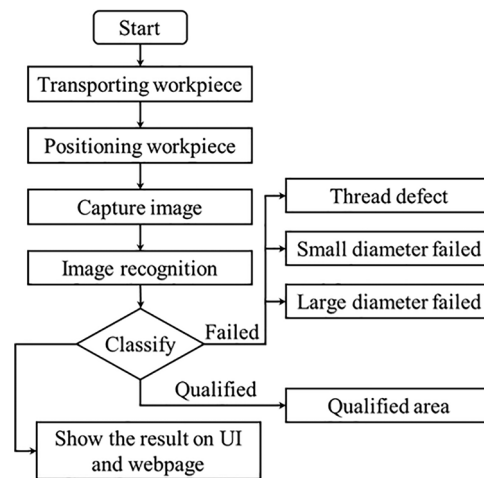 Start
Transporting workpiece
Positioning workpiece
Capture image
Image recognition
Classify
Failed
Thread defect
Small diameter failed
Large diameter failed
Qualified
Qualified area
Show the result on UI
and webpage